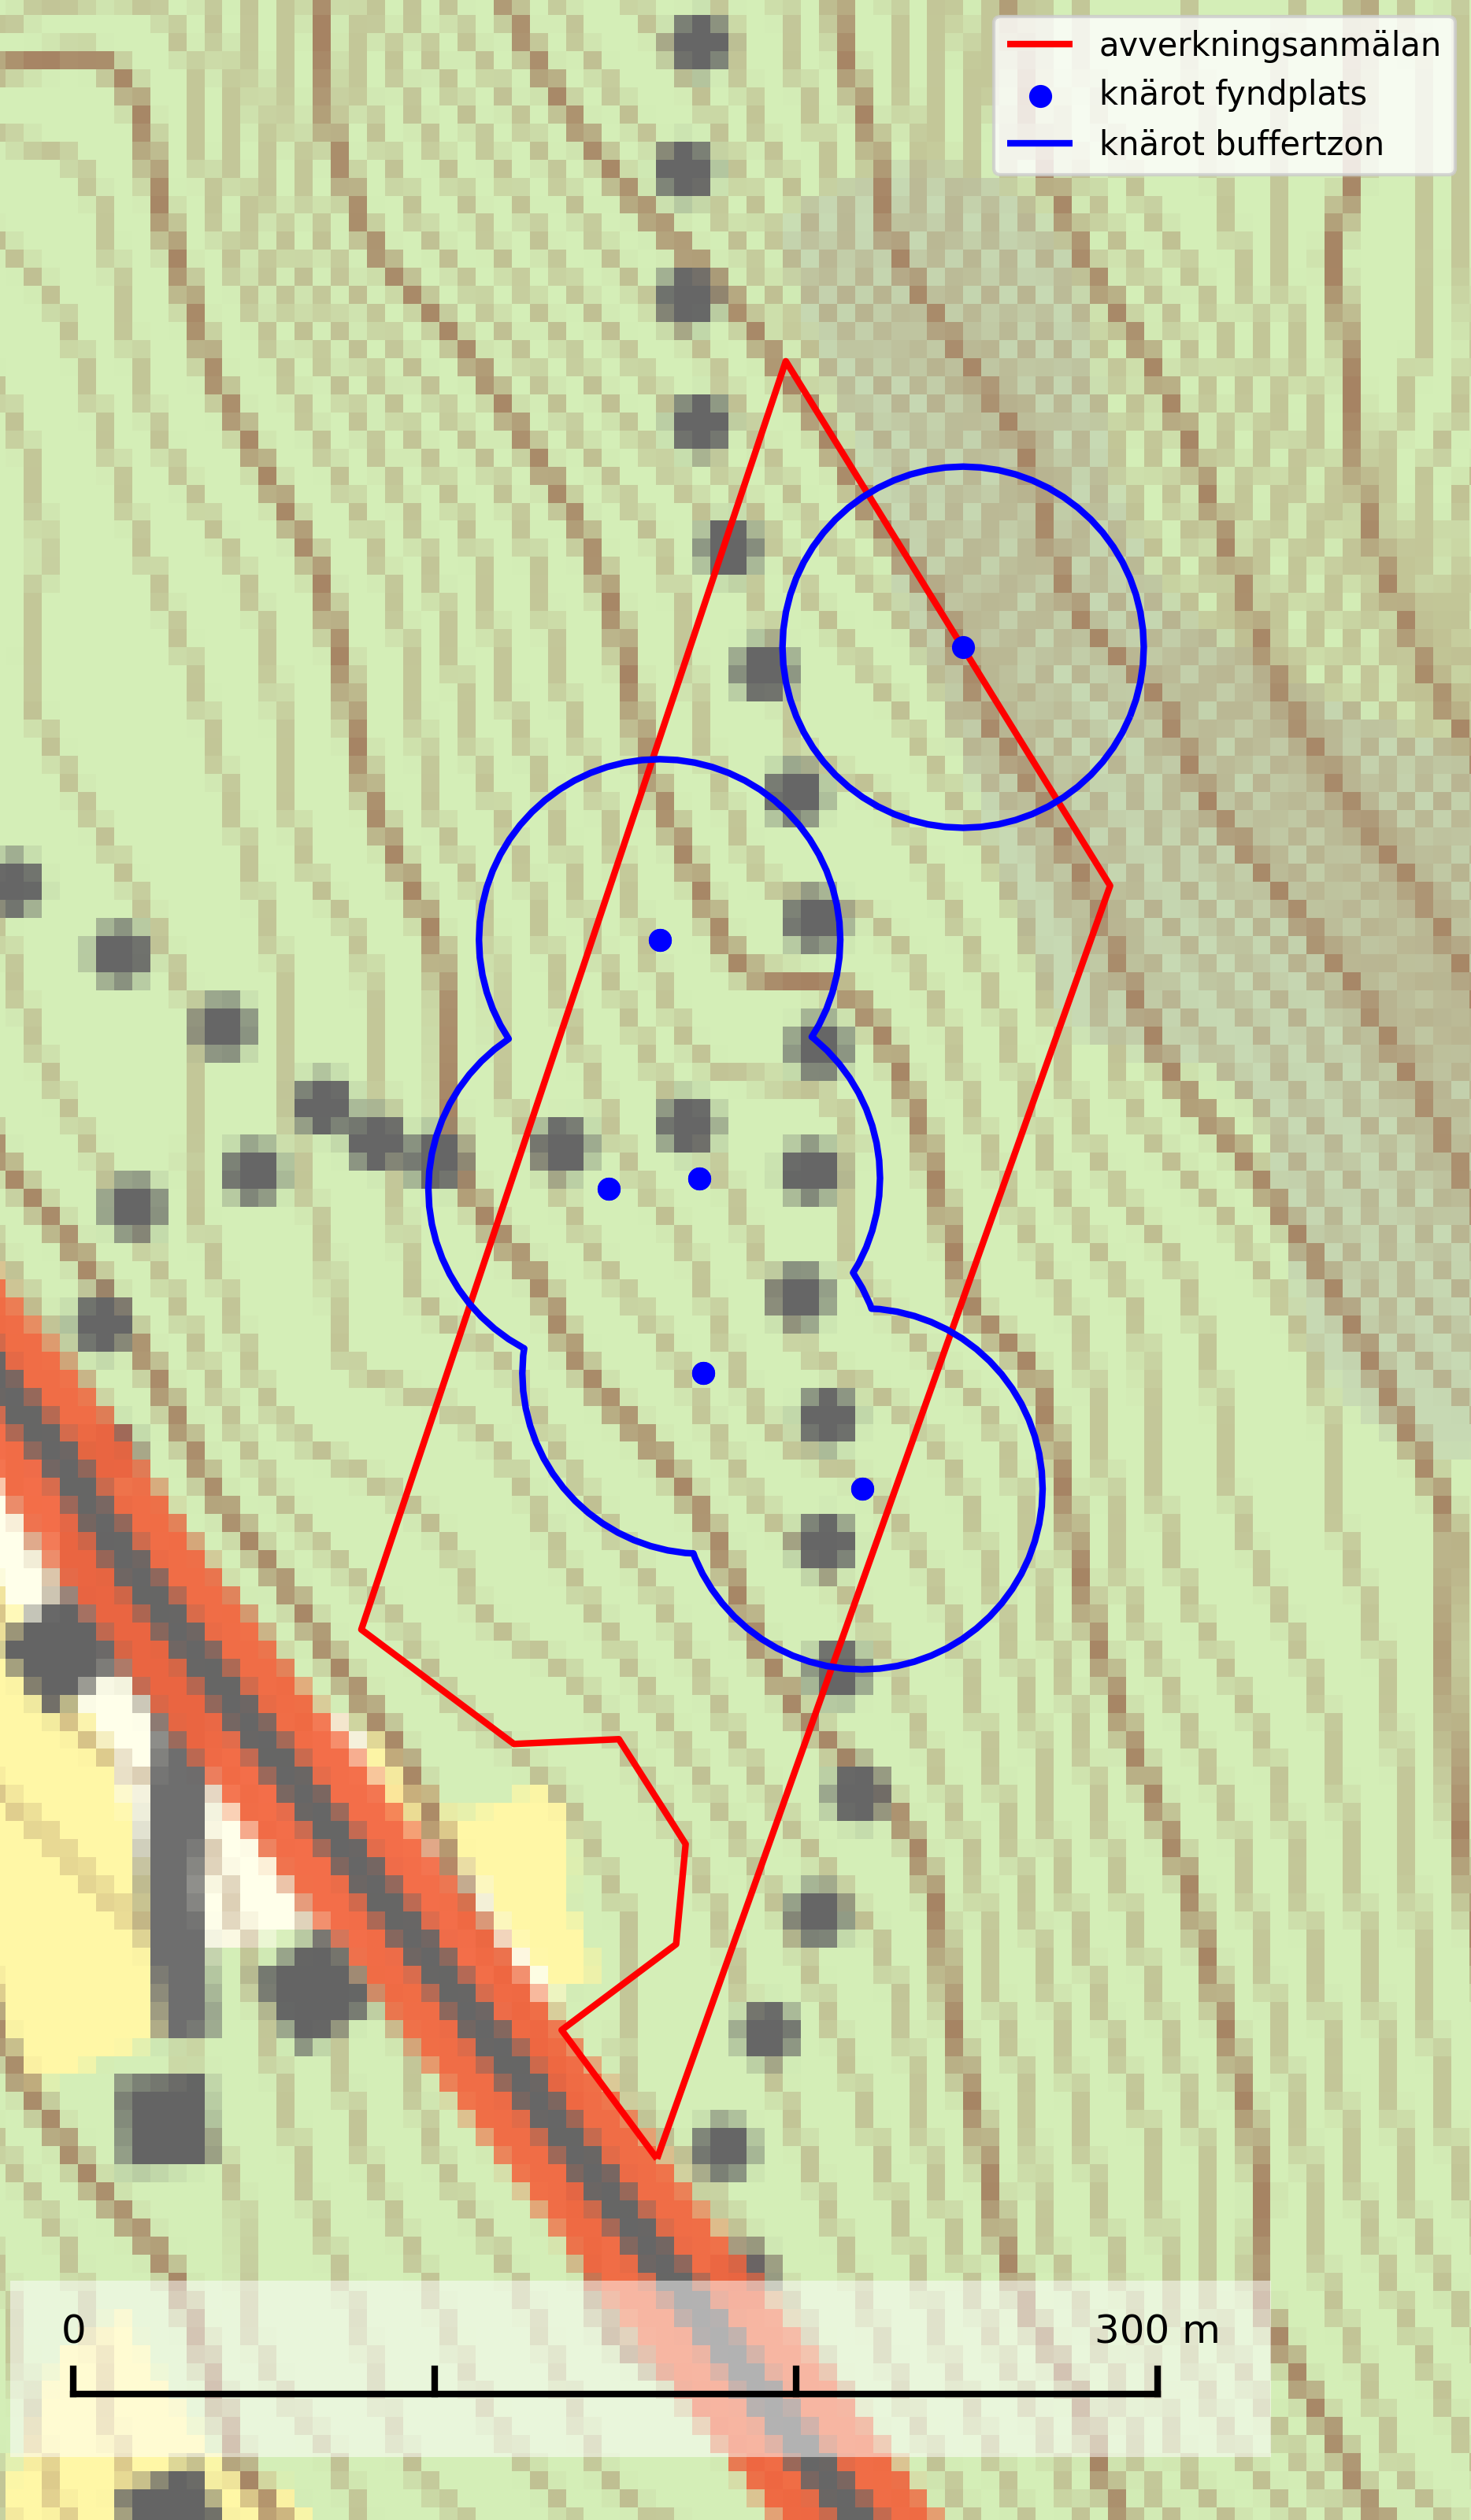 avverkningsanmälan
knärot fyndplats
knärot buffertzon
0 300 m